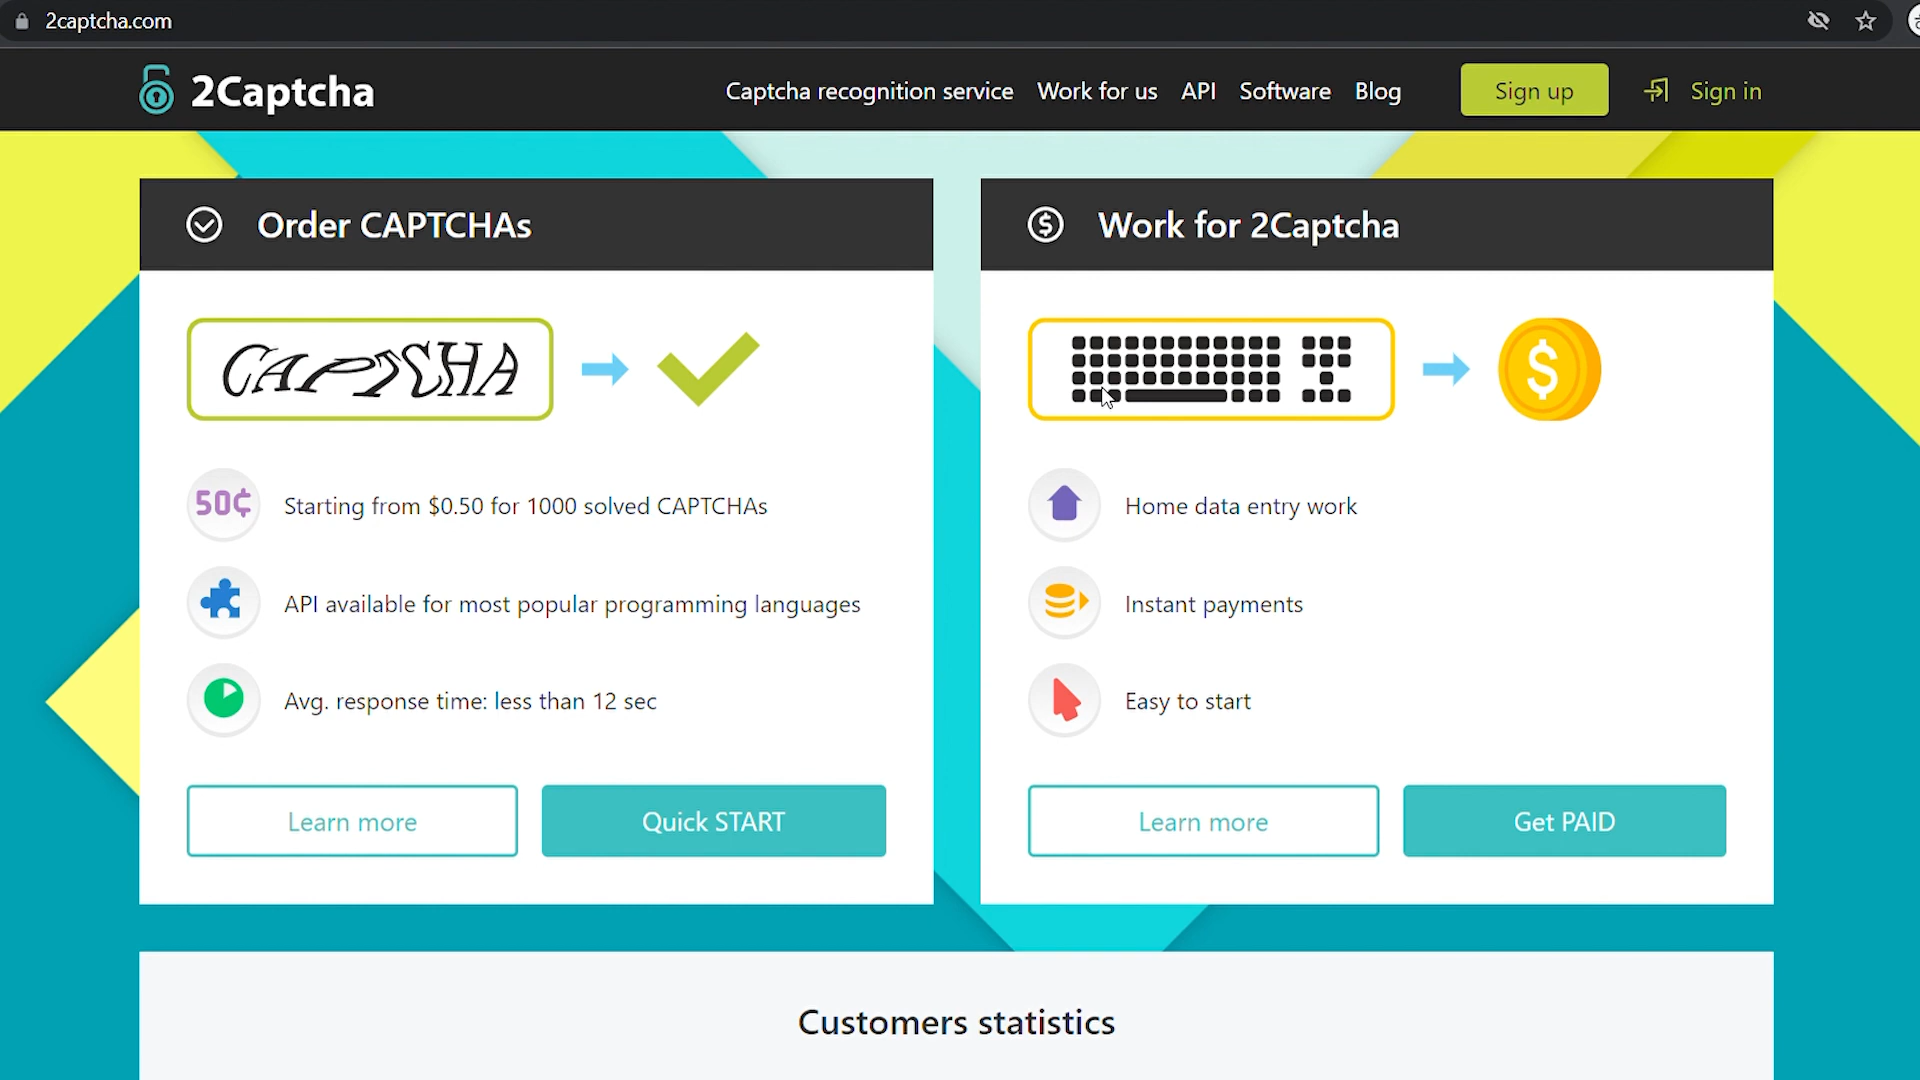 2captcha.com
2Captcha
Captcha recognition service Work for us API Software Blog Sign up Sign in
Order CAPTCHAs
CAPTCHA
50¢ Starting from $0.50 for 1000 solved CAPTCHAs
API available for most popular programming languages
Avg. response time: less than 12 sec
Learn more Quick START
Work for 2Captcha
$
Home data entry work
Instant payments
Easy to start
Learn more Get PAID
Customers statistics